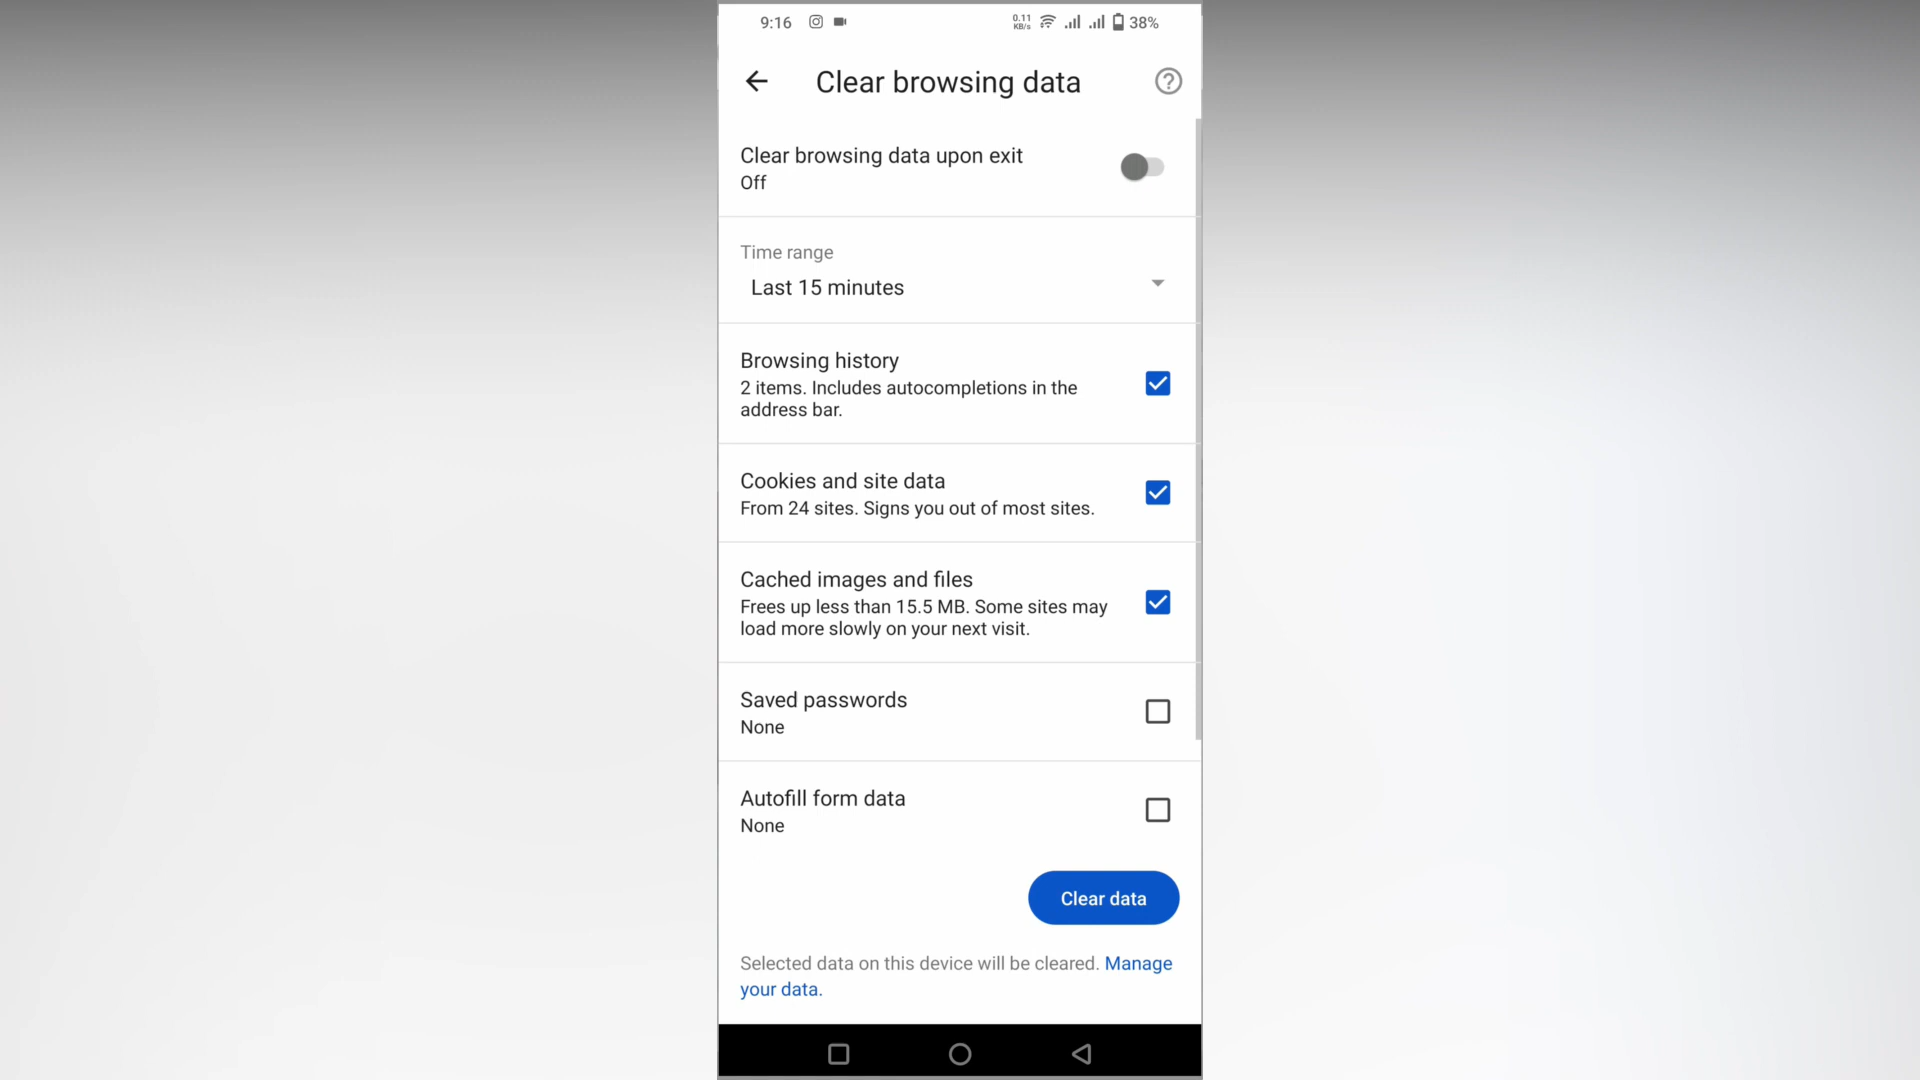 9:16 0.11 KB/s 38%
Clear browsing data
Clear browsing data upon exit
Off
Time range
Last 15 minutes
Browsing history
2 items. Includes autocompletions in the
address bar.
Cookies and site data
From 24 sites. Signs you out of most sites.
Cached images and files
Frees up less than 15.5 MB. Some sites may
load more slowly on your next visit.
Saved passwords
None
Autofill form data
None
Clear data
Selected data on this device will be cleared. Manage
your data.